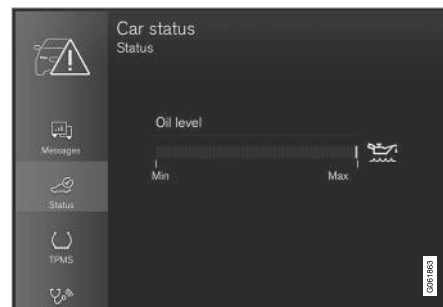 Car status
Status
Messages
Status
TPMS
Oil level
Min Max
G061863